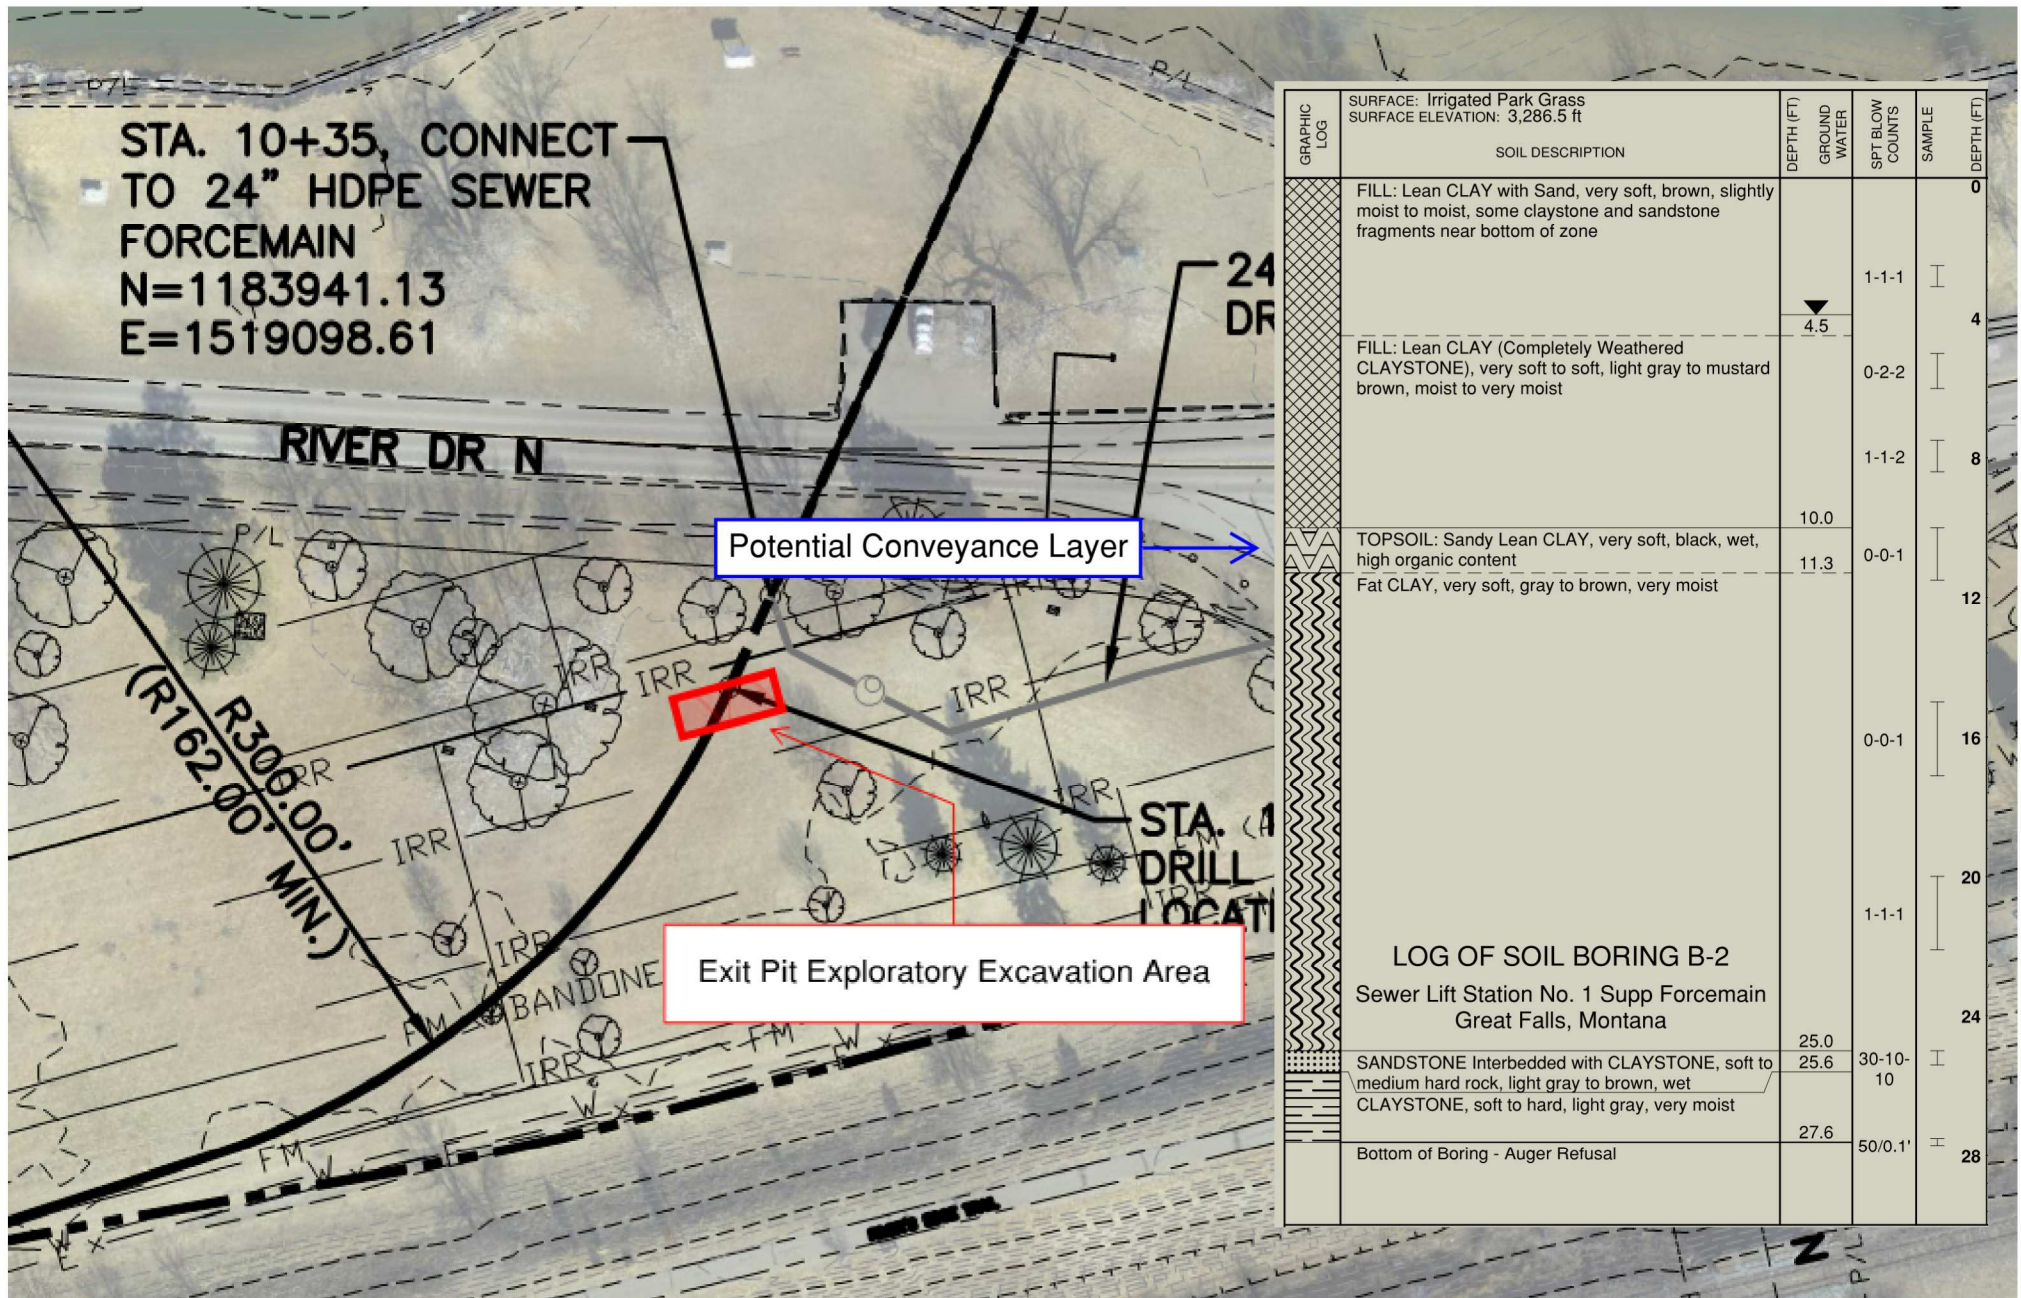 P/L
P/L
STA. 10+35, CONNECT
TO 24" HDPE SEWER
FORCEMAIN
N=1183941.13
E=1519098.61
24
DR
RIVER DR N
P/L
R300.00'
(R162.00' MIN.)
Potential Conveyance Layer
IRR
IRR
IRR
IRR
IRR
IRR
STA. 1
DRILL
LOCATI
IRR
IRR
BANDONE
Exit Pit Exploratory Excavation Area
FM
FM
W
IRR
W
FM
W
W
N
P/L
GRAPHIC
LOG
SURFACE: Irrigated Park Grass
SURFACE ELEVATION: 3,286.5 ft
SOIL DESCRIPTION
DEPTH (FT)
GROUND
WATER
SPT BLOW
COUNTS
SAMPLE
DEPTH (FT)
0
FILL: Lean CLAY with Sand, very soft, brown, slightly
moist to moist, some claystone and sandstone
fragments near bottom of zone
1-1-1
4.5
4
FILL: Lean CLAY (Completely Weathered
CLAYSTONE), very soft to soft, light gray to mustard
brown, moist to very moist
0-2-2
1-1-2
8
10.0
TOPSOIL: Sandy Lean CLAY, very soft, black, wet,
high organic content
11.3
0-0-1
Fat CLAY, very soft, gray to brown, very moist
12
0-0-1
16
20
1-1-1
LOG OF SOIL BORING B-2
Sewer Lift Station No. 1 Supp Forcemain
Great Falls, Montana
24
25.0
SANDSTONE Interbedded with CLAYSTONE, soft to
medium hard rock, light gray to brown, wet
25.6
30-10-
10
CLAYSTONE, soft to hard, light gray, very moist
27.6
50/0.1'
Bottom of Boring - Auger Refusal
28